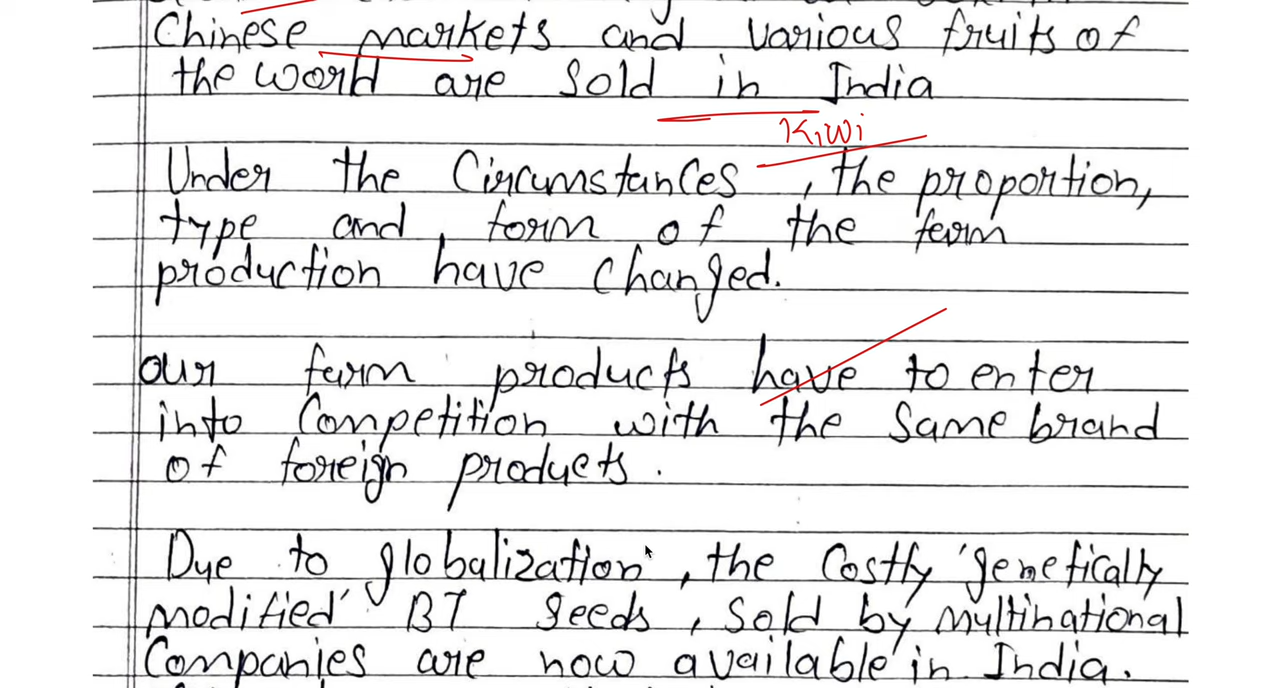 Chinese markets and various fruits of
the world are sold in India
Kiwi
Under the Circumstances, the proportion,
type and form of the farm
production have changed.
our farm products have to enter
into Competition with the same brand
of foreign products.
Due to globalization, the Costly 'genetically
modified' BT seeds, sold by multinational
Companies are now available in India.